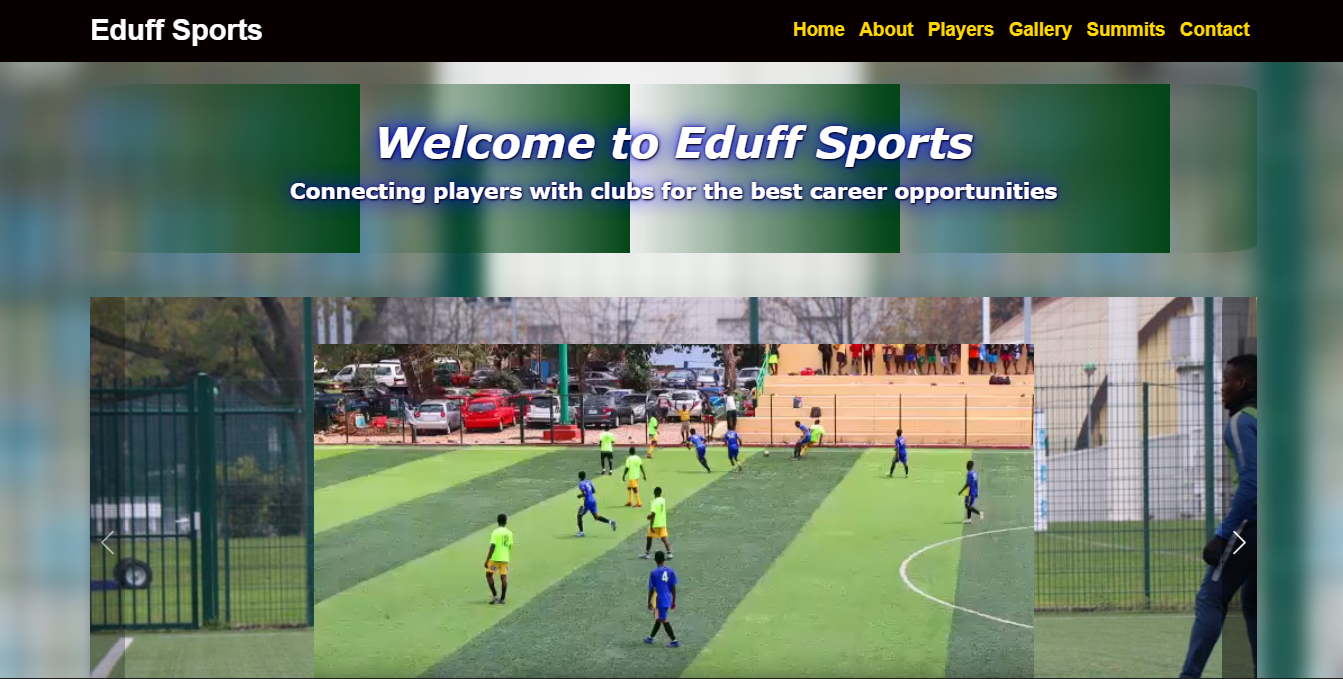 Eduff Sports
Home About Players Gallery Summits Contact
Welcome to Eduff Sports
Connecting players with clubs for the best career opportunities
4